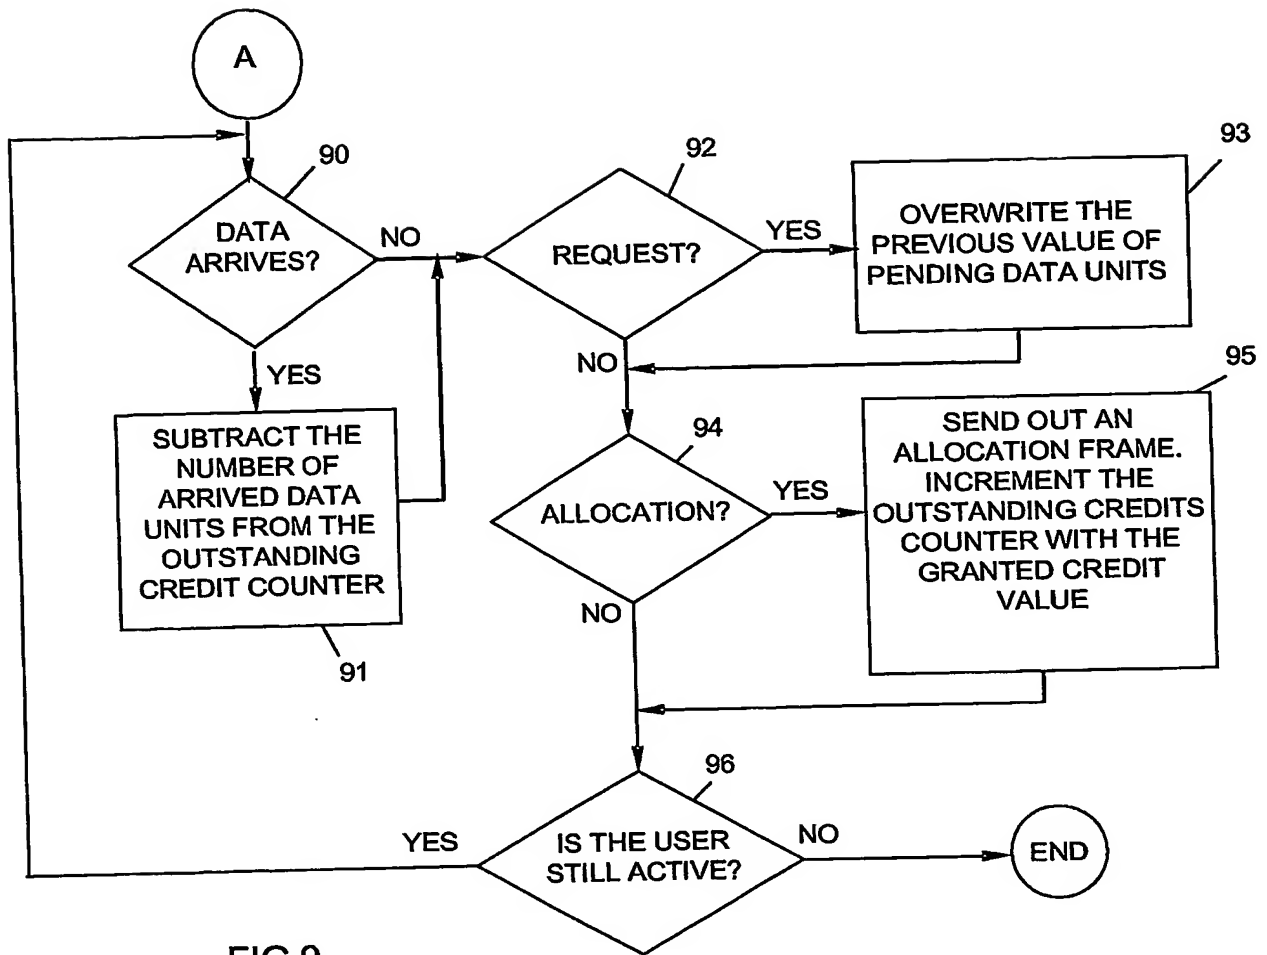 A
90
DATA
ARRIVES?
NO
YES
SUBTRACT THE
NUMBER OF
ARRIVED DATA
UNITS FROM THE
OUTSTANDING
CREDIT COUNTER
91
92
REQUEST?
YES
NO
93
OVERWRITE THE
PREVIOUS VALUE OF
PENDING DATA UNITS
94
ALLOCATION?
YES
NO
95
SEND OUT AN
ALLOCATION FRAME.
INCREMENT THE
OUTSTANDING CREDITS
COUNTER WITH THE
GRANTED CREDIT
VALUE
96
IS THE USER
STILL ACTIVE?
YES
NO
END
FIG 9